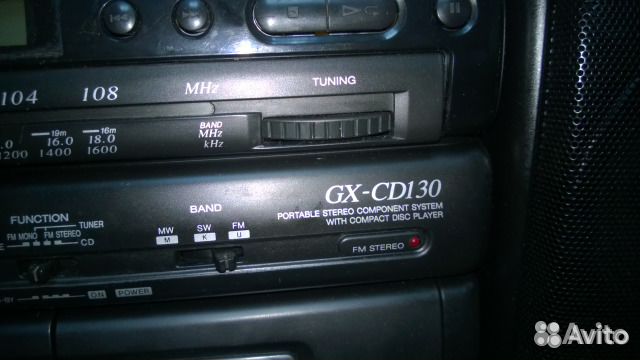 TUNING
104 108 MHz
19m 16m
16.0 18.0
1200 1400 1600
BAND
MHz
kHz
GX-CD130
PORTABLE STEREO COMPONENT SYSTEM
WITH COMPACT DISC PLAYER
FUNCTION
TUNER
FM MONO FM STEREO
CD
BAND
MW SW FM
M K U
FM STEREO
ON POWER
Avito